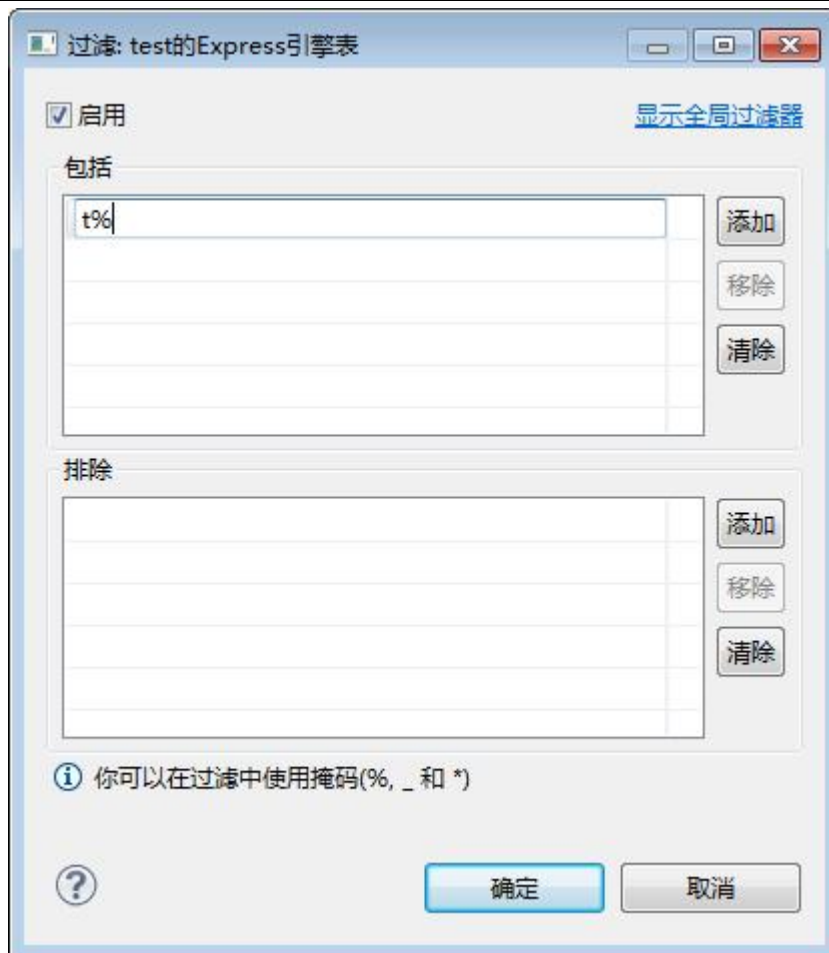 过滤: test的Express引擎表
启用
显示全局过滤器
包括
t%
添加
移除
清除
排除
添加
移除
清除
你可以在过滤中使用掩码(%, _ 和 *)
确定
取消